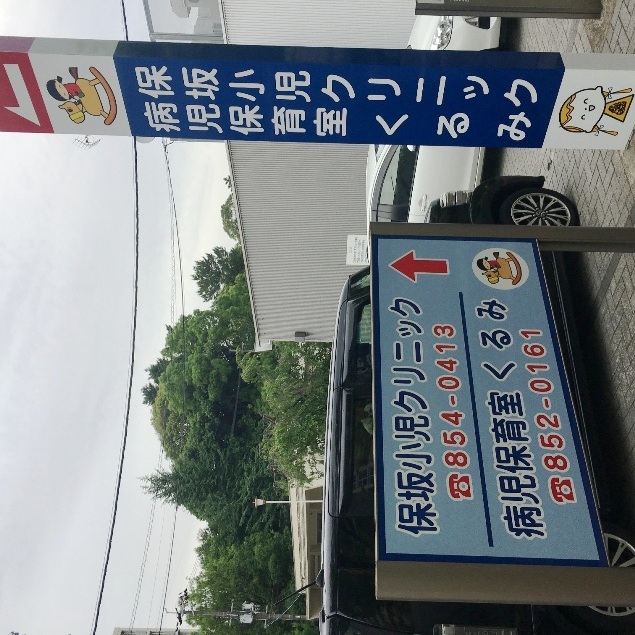 保坂小児クリニック
病児保育室くるみ
保坂小児クリニック
☎854-0413
病児保育室 くるみ
☎852-0161